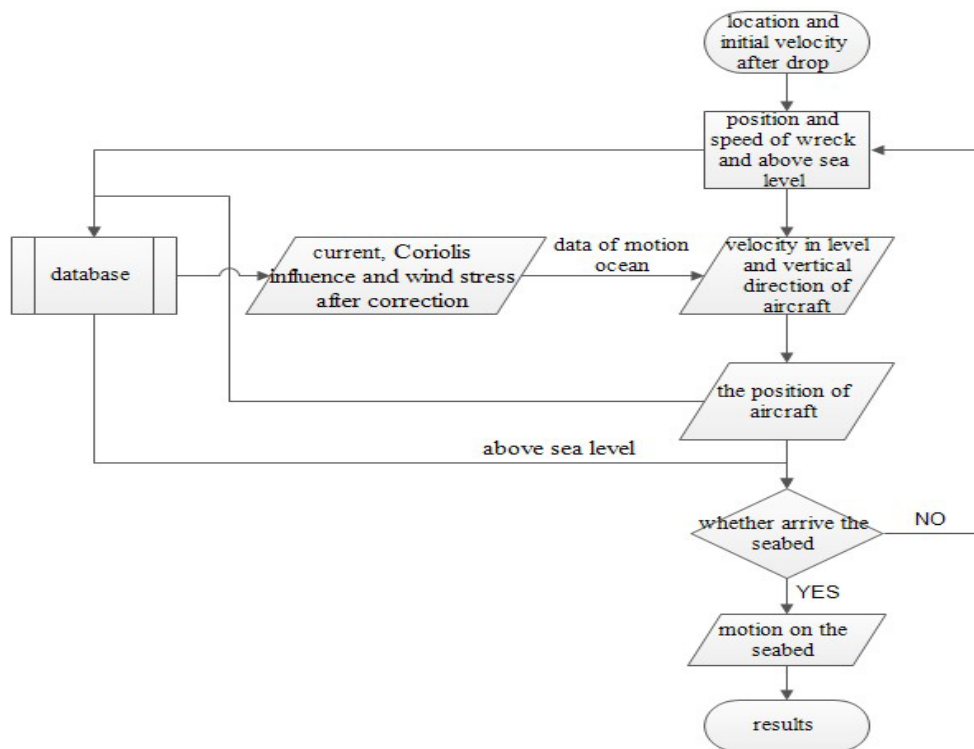 location and
initial velocity
after drop
position and
speed of wreck
and above sea
level
database
current, Coriolis
influence and wind stress
after correction
data of motion
ocean
velocity in level
and vertical
direction of
aircraft
the position of
aircraft
above sea level
whether arrive the
seabed
NO
YES
motion on the
seabed
results